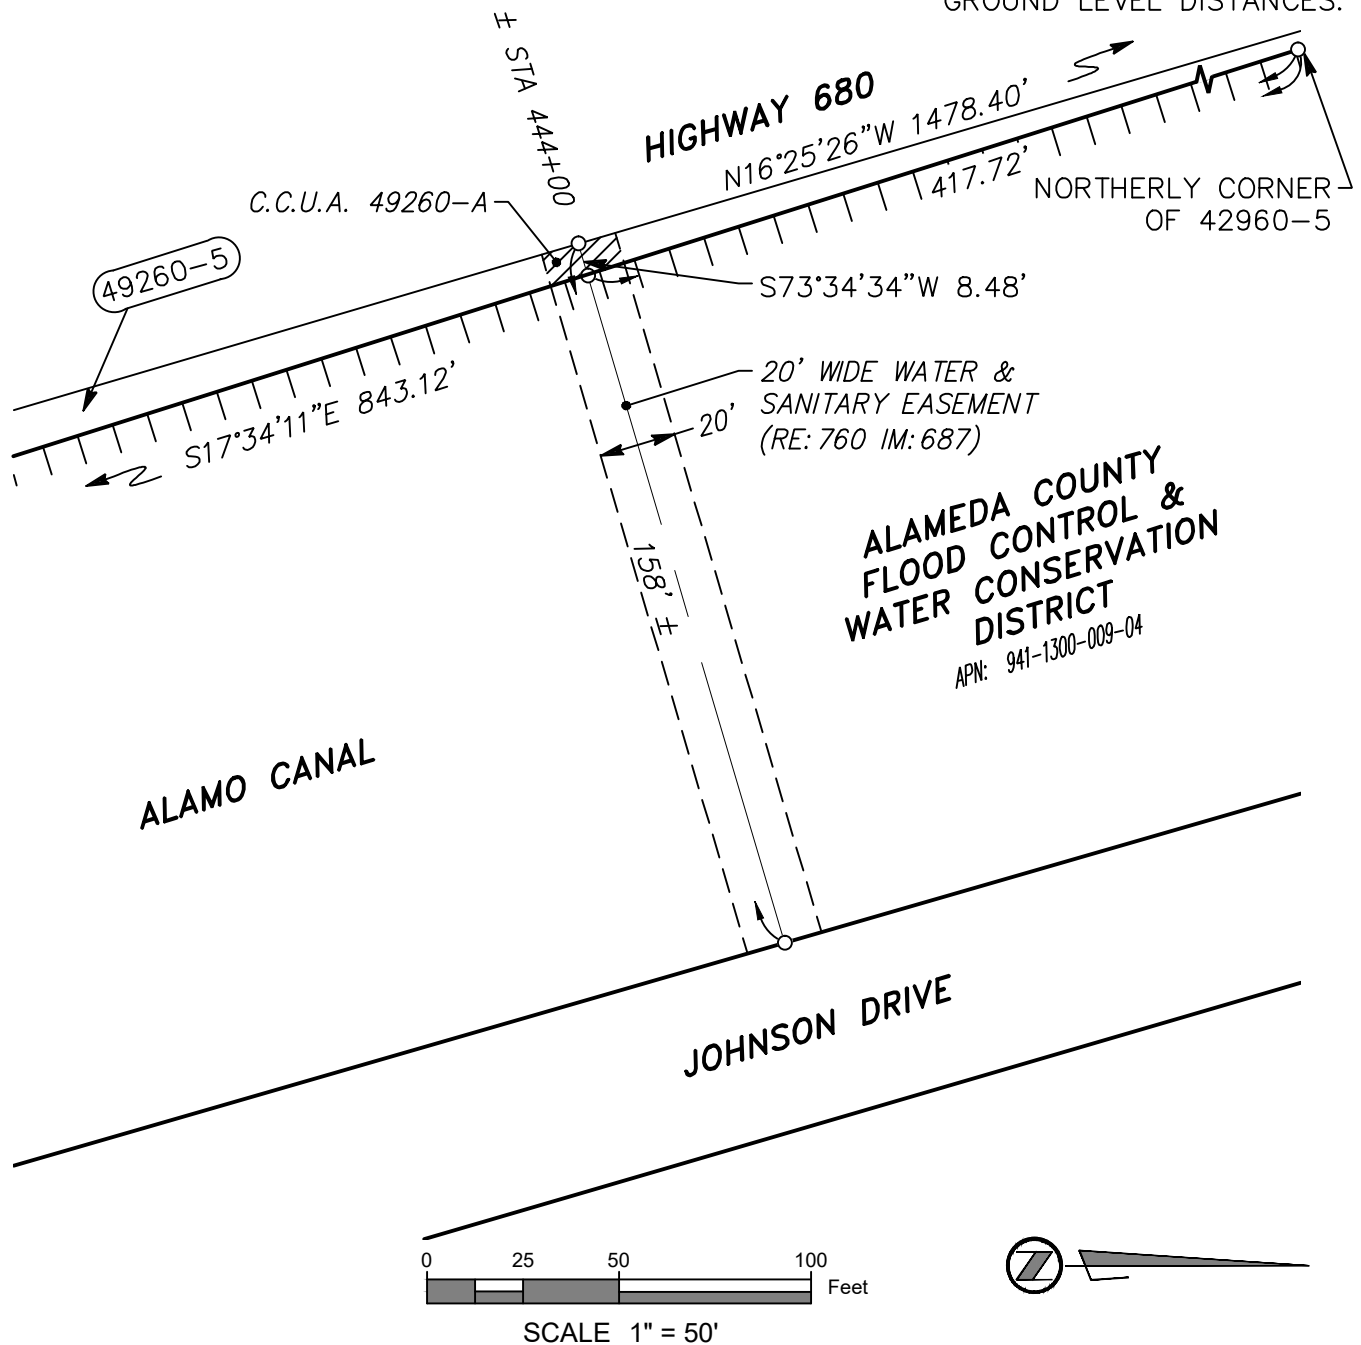 GROUND LEVEL DISTANCES.
± STA 444+00
HIGHWAY 680
N16°25'26"W 1478.40'
417.72'
NORTHERLY CORNER
OF 42960-5
C.C.U.A. 49260-A
49260-5
S73°34'34"W 8.48'
S17°34'11"E 843.12'
20' WIDE WATER &
SANITARY EASEMENT
(RE: 760 IM: 687)
20'
158' ±
ALAMEDA COUNTY
FLOOD CONTROL &
WATER CONSERVATION
DISTRICT
APN: 941-1300-009-04
ALAMO CANAL
JOHNSON DRIVE
0 25 50 100
Feet
SCALE 1" = 50'
Z